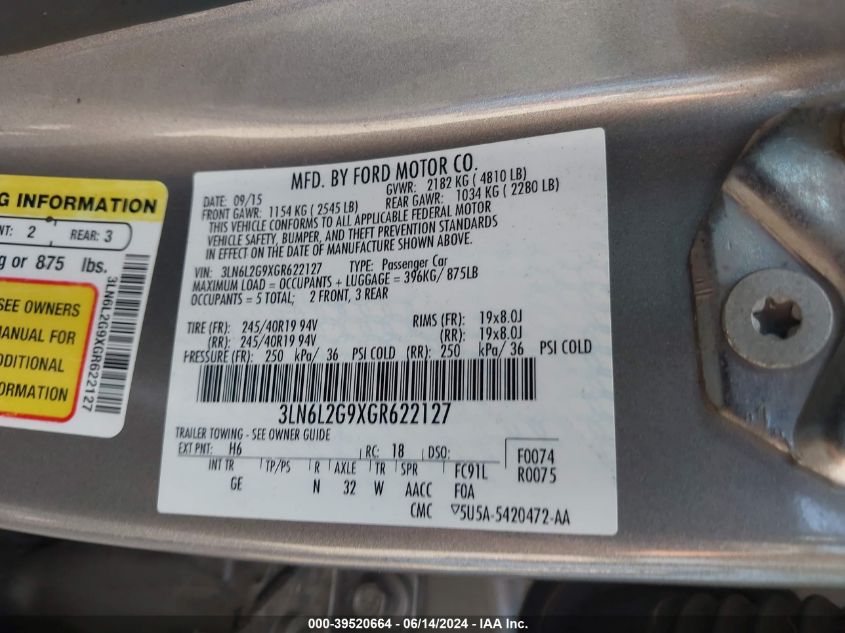 G INFORMATION
NT: 2 REAR: 3
g or 875 lbs.
SEE OWNERS
MANUAL FOR
ADDITIONAL
FORMATION
3LN6L2G9XGR622127
MFD. BY FORD MOTOR CO.
DATE: 09/15 GVWR: 2182 KG ( 4810 LB)
FRONT GAWR: 1154 KG ( 2545 LB) REAR GAWR: 1034 KG ( 2280 LB)
THIS VEHICLE CONFORMS TO ALL APPLICABLE FEDERAL MOTOR
VEHICLE SAFETY, BUMPER, AND THEFT PREVENTION STANDARDS
IN EFFECT ON THE DATE OF MANUFACTURE SHOWN ABOVE.
VIN: 3LN6L2G9XGR622127 TYPE: Passenger Car
MAXIMUM LOAD = OCCUPANTS + LUGGAGE = 396KG/ 875LB
OCCUPANTS = 5 TOTAL; 2 FRONT, 3 REAR
TIRE (FR): 245/40R19 94V RIMS (FR): 19x8.0J
(RR): 245/40R19 94V (RR): 19x8.0J
PRESSURE (FR): 250 kPa/ 36 PSI COLD (RR): 250 kPa/ 36 PSI COLD
3LN6L2G9XGR622127
TRAILER TOWING - SEE OWNER GUIDE
EXT PNT: H6 RC: 18 DSO: F0074
INT TR TP/PS R AXLE TR SPR FC91L R0075
GE N 32 W AACC FOA
CMC ▽5U5A-5420472-AA
000-39520664 - 06/14/2024 - IAA Inc.